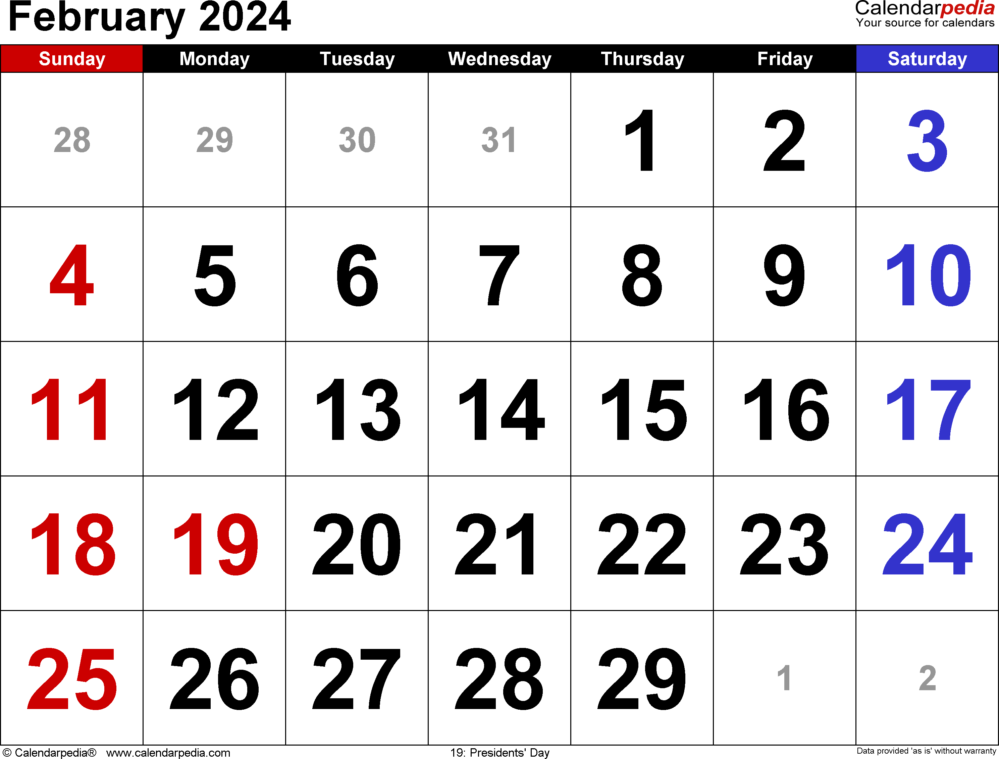 February 2024
Calendarpedia
Your source for calendars
Sunday Monday Tuesday Wednesday Thursday Friday Saturday
28 29 30 31 1 2 3
4 5 6 7 8 9 10
11 12 13 14 15 16 17
18 19 20 21 22 23 24
25 26 27 28 29 1 2
© Calendarpedia® www.calendarpedia.com 19: Presidents' Day Data provided 'as is' without warranty